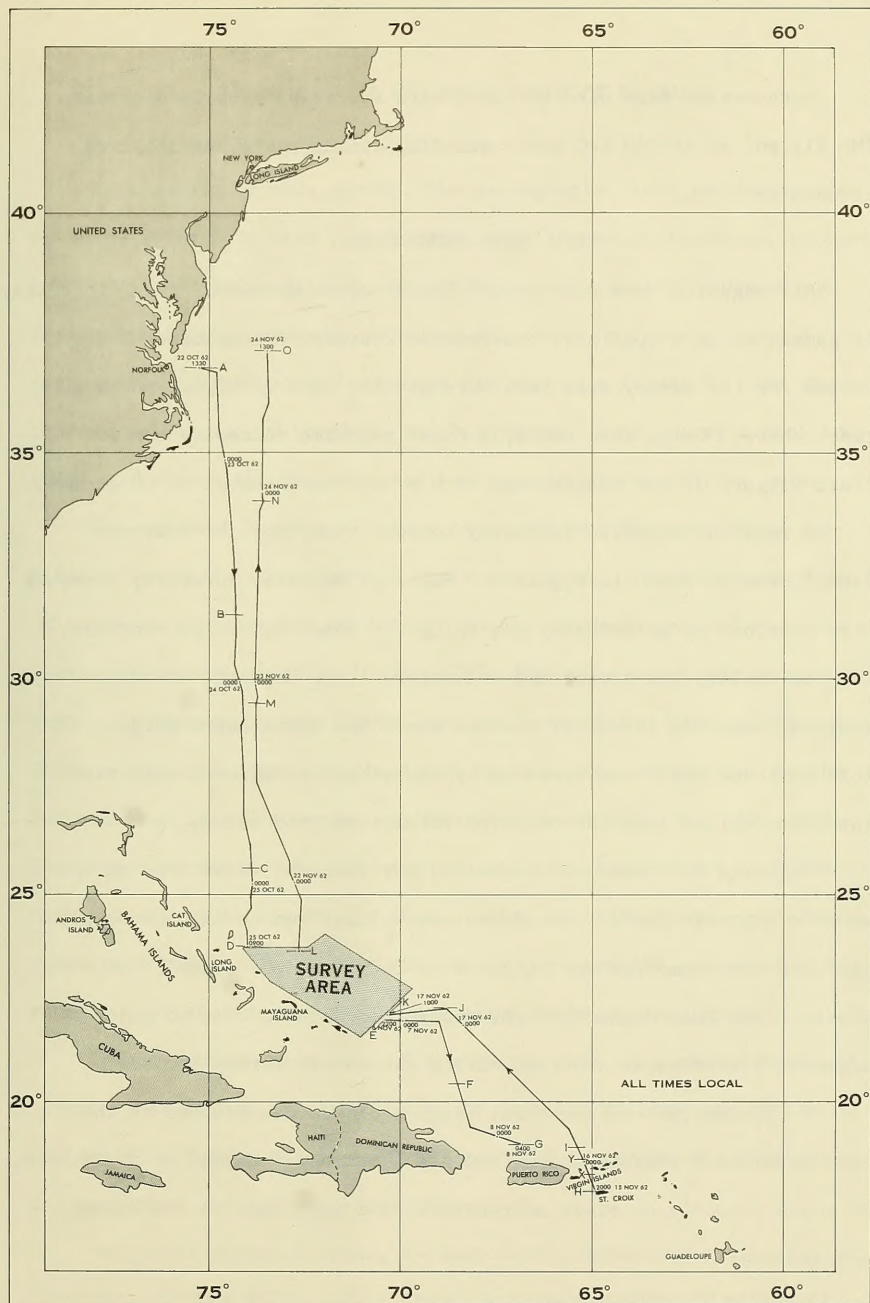 75° 70° 65° 60°
NEW YORK
LONG ISLAND
40° 40°
UNITED STATES
24 NOV 62
1300 O
22 OCT 62
1330 A
NORFOLK
35° 35°
0000
23 OCT 62
24 NOV 62
0000
N
B
30° 30°
0000
24 OCT 62
23 NOV 62
0000
M
C
0000
25 OCT 62
22 NOV 62
0000
25° 25°
ANDROS
ISLAND
BAHAMA ISLANDS
CAT
ISLAND
25 OCT 62
D 0900
L
LONG
ISLAND
SURVEY
AREA
MAYAGUANA
ISLAND
17 NOV 62
1000
K
J
17 NOV 62
0000
6 NOV 62
0000
7 NOV 62
E
CUBA
F
ALL TIMES LOCAL
20° 20°
8 NOV 62
0000
G
0400
8 NOV 62
I
Y
16 NOV 62
0000
X
HAITI
DOMINICAN REPUBLIC
JAMAICA
PUERTO RICO
VIRGIN ISLANDS
H 2000 15 NOV 62
ST. CROIX
GUADELOUPE
75° 70° 65° 60°